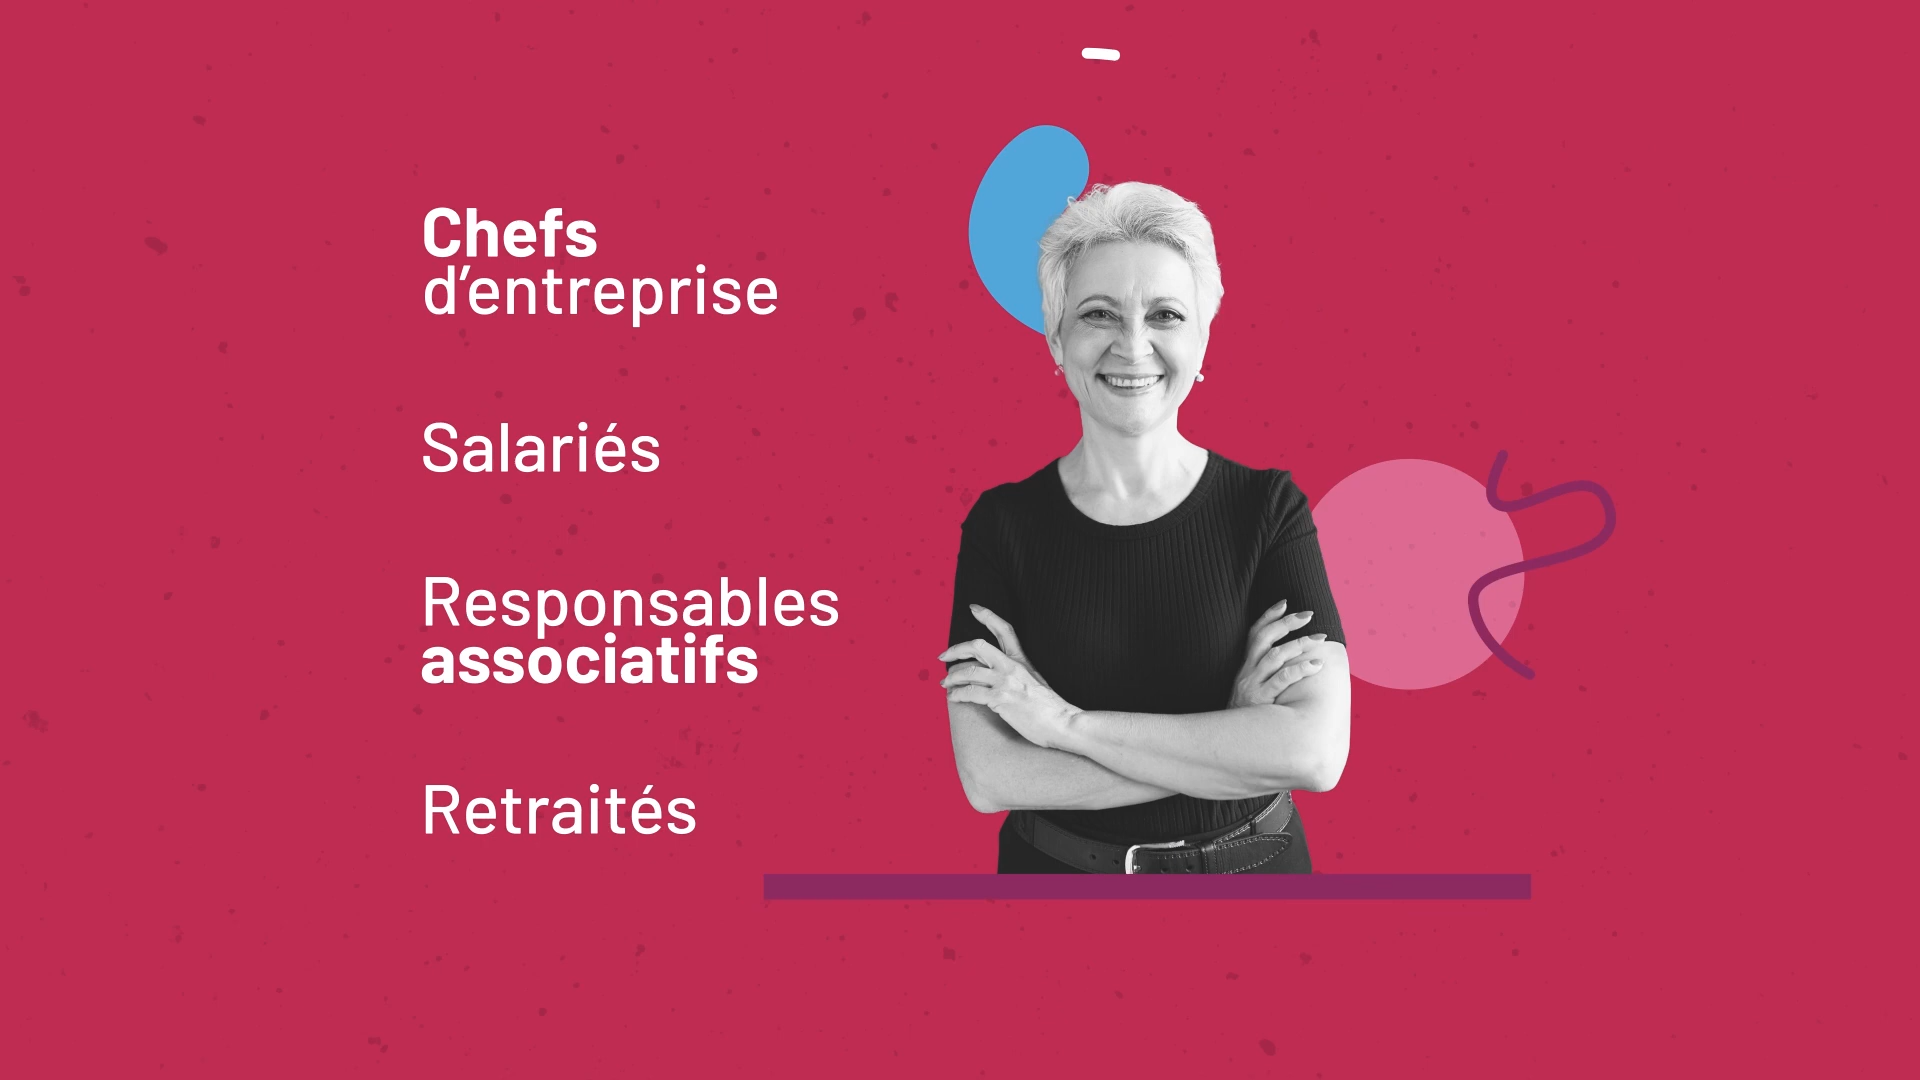 Chefs
d’entreprise
Salariés
Responsables
associatifs
Retraités